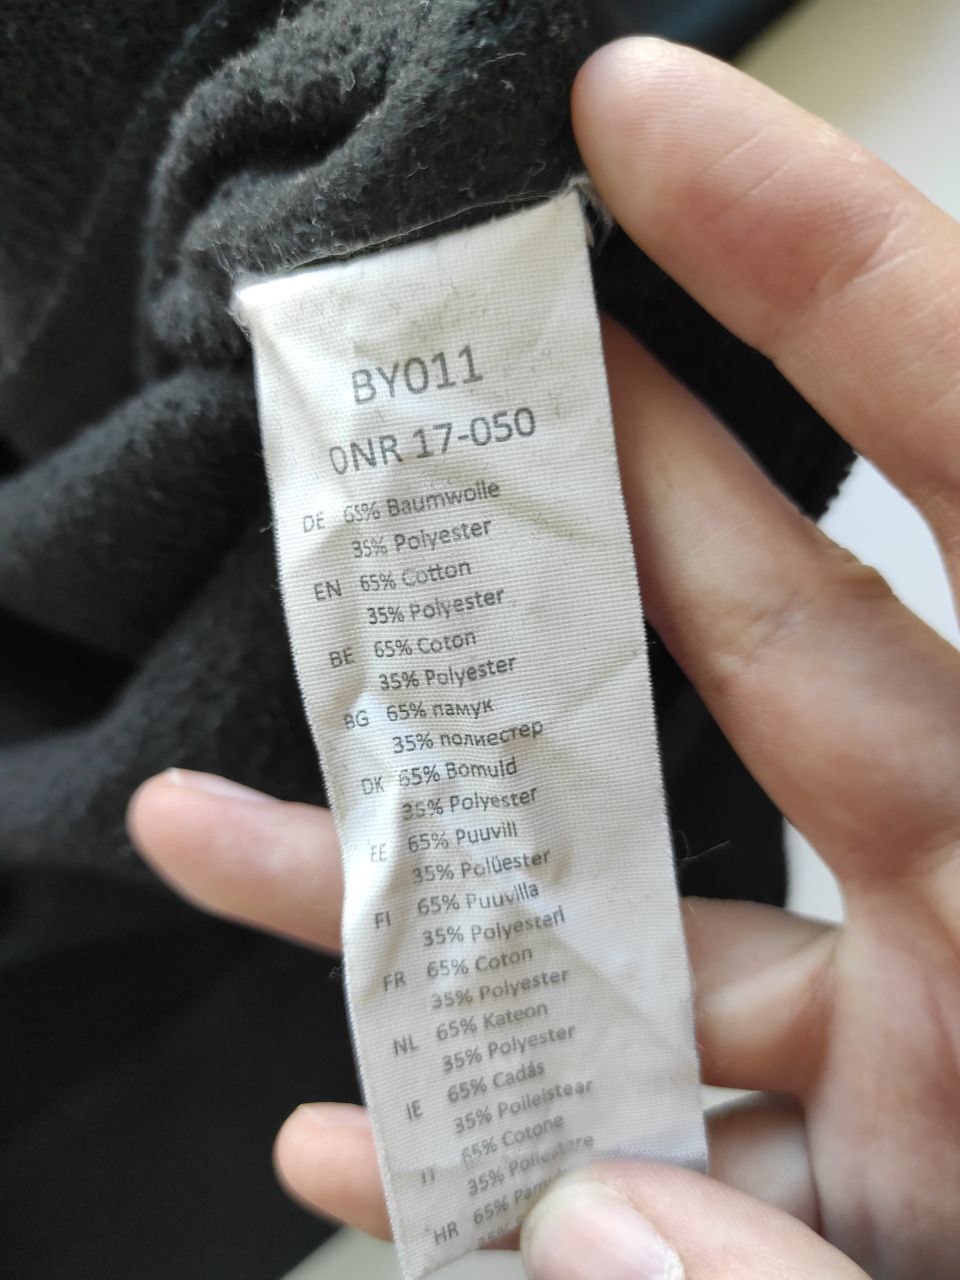 BY011
ONR 17-050
DE 65% Baumwolle
35% Polyester
EN 65% Cotton
35% Polyester
BE 65% Coton
35% Polyester
BG 65% памук
35% полиестер
DK 65% Bomuld
35% Polyester
EE 65% Puuvill
35% Polüester
FI 65% Puuvilla
35% Polyesteri
FR 65% Coton
35% Polyester
NL 65% Kateon
35% Polyester
IE 65% Cadás
35% Poileistear
IT 65% Cotone
35% Poliestere
HR 65%